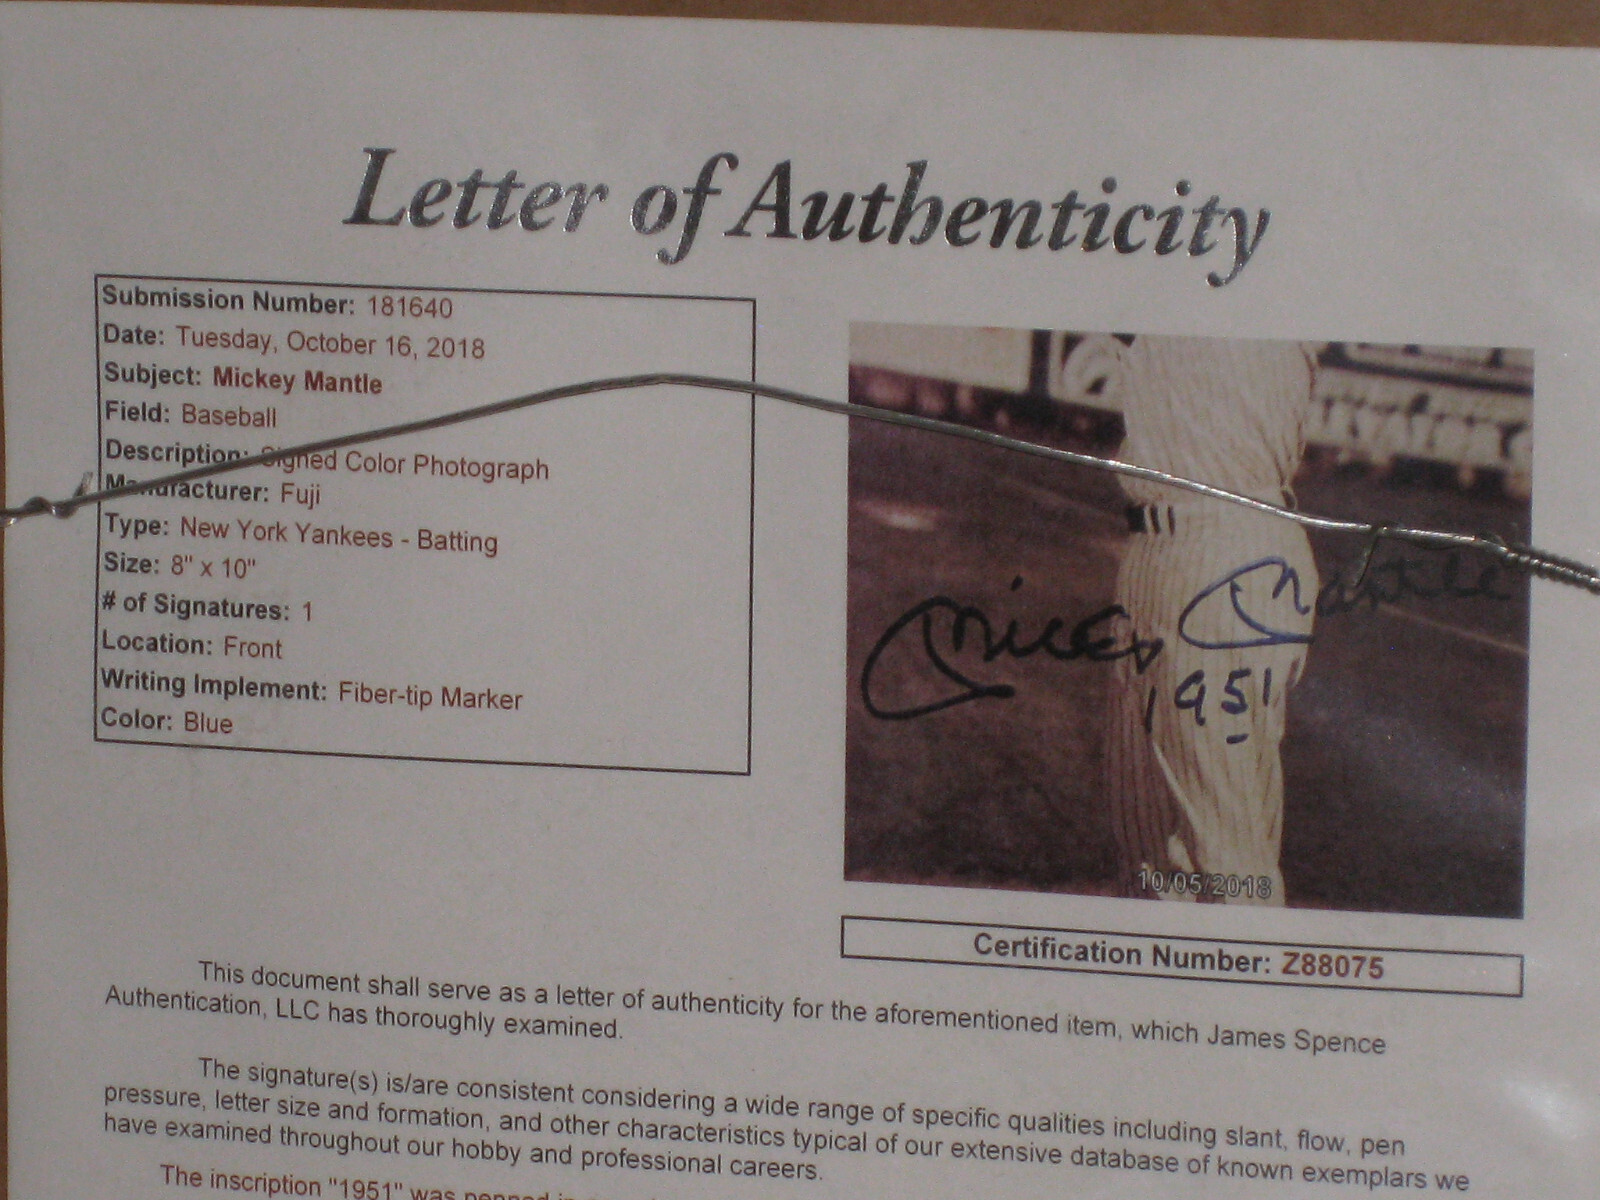 Letter of Authenticity
Submission Number: 181640
Date: Tuesday, October 16, 2018
Subject: Mickey Mantle
Field: Baseball
Description: Signed Color Photograph
Manufacturer: Fuji
Type: New York Yankees - Batting
Size: 8" x 10"
# of Signatures: 1
Location: Front
Writing Implement: Fiber-tip Marker
Color: Blue
Mickey Mantle
1951
10/05/2018
Certification Number: Z88075
This document shall serve as a letter of authenticity for the aforementioned item, which James Spence
Authentication, LLC has thoroughly examined.
The signature(s) is/are consistent considering a wide range of specific qualities including slant, flow, pen
pressure, letter size and formation, and other characteristics typical of our extensive database of known exemplars we
have examined throughout our hobby and professional careers.
The inscription "1951" was penned in